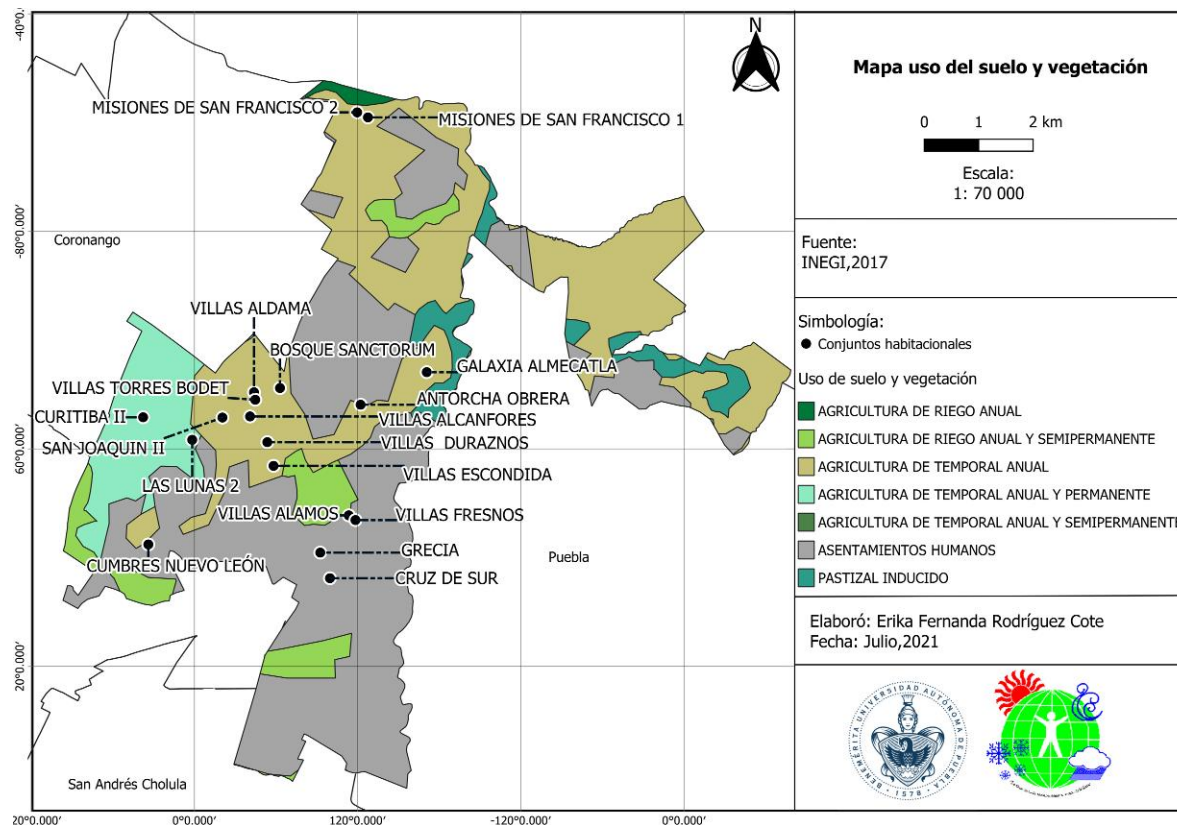 -40°0.000'
-80°0.000'
60°0.000'
20°0.000'
20°0.000'
0°0.000'
120°0.000'
-120°0.000'
0°0.000'
N
MISIONES DE SAN FRANCISCO 2
MISIONES DE SAN FRANCISCO 1
Coronango
VILLAS ALDAMA
BOSQUE SANCTORUM
GALAXIA ALMECATLA
VILLAS TORRES BODET
ANTORCHA OBRERA
CURITIBA II
VILLAS ALCANFORES
SAN JOAQUIN II
VILLAS DURAZNOS
LAS LUNAS 2
VILLAS ESCONDIDA
VILLAS ALAMOS
VILLAS FRESNOS
CUMBRES NUEVO LEÓN
GRECIA
Puebla
CRUZ DE SUR
San Andrés Cholula
Mapa uso del suelo y vegetación
0 1 2 km
Escala:
1: 70 000
Fuente:
INEGI,2017
Simbología:
Conjuntos habitacionales
Uso de suelo y vegetación
AGRICULTURA DE RIEGO ANUAL
AGRICULTURA DE RIEGO ANUAL Y SEMIPERMANENTE
AGRICULTURA DE TEMPORAL ANUAL
AGRICULTURA DE TEMPORAL ANUAL Y PERMANENTE
AGRICULTURA DE TEMPORAL ANUAL Y SEMIPERMANENTE
ASENTAMIENTOS HUMANOS
PASTIZAL INDUCIDO
Elaboró: Erika Fernanda Rodríguez Cote
Fecha: Julio,2021
BENEMÉRITA UNIVERSIDAD AUTÓNOMA DE PUEBLA
1578